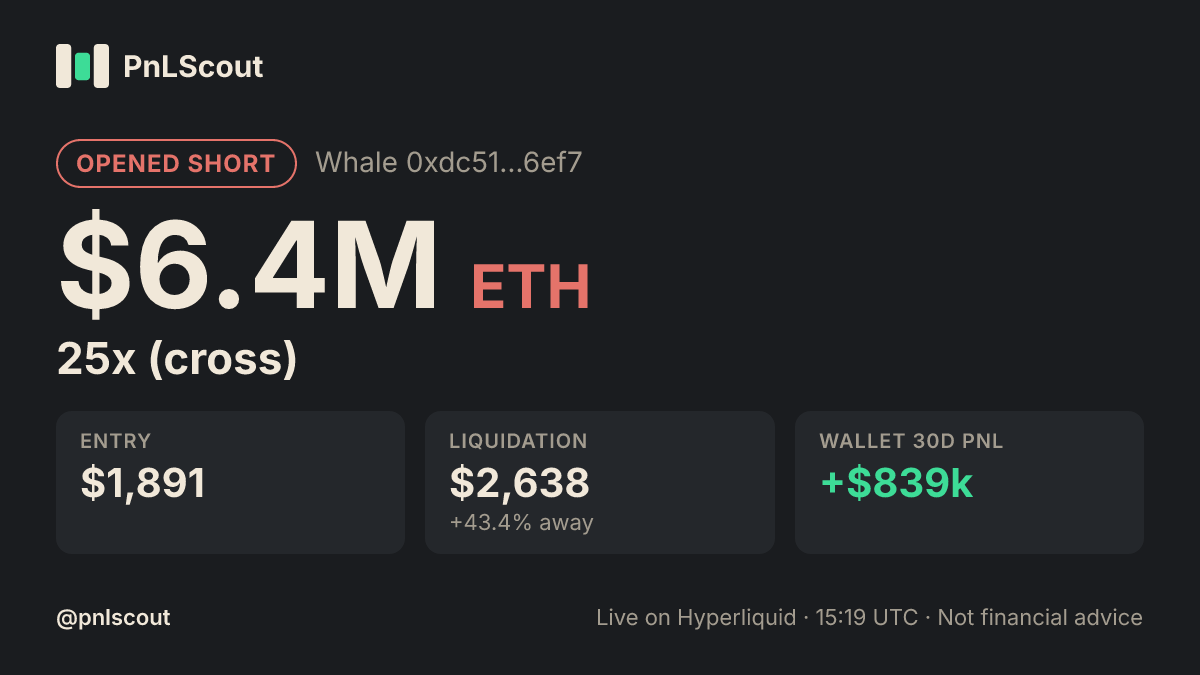 PnLScout
OPENED SHORT Whale 0xdc51...6ef7
$6.4M ETH
25x (cross)
ENTRY
$1,891
LIQUIDATION
$2,638
+43.4% away
WALLET 30D PNL
+$839k
@pnlscout
Live on Hyperliquid · 15:19 UTC · Not financial advice